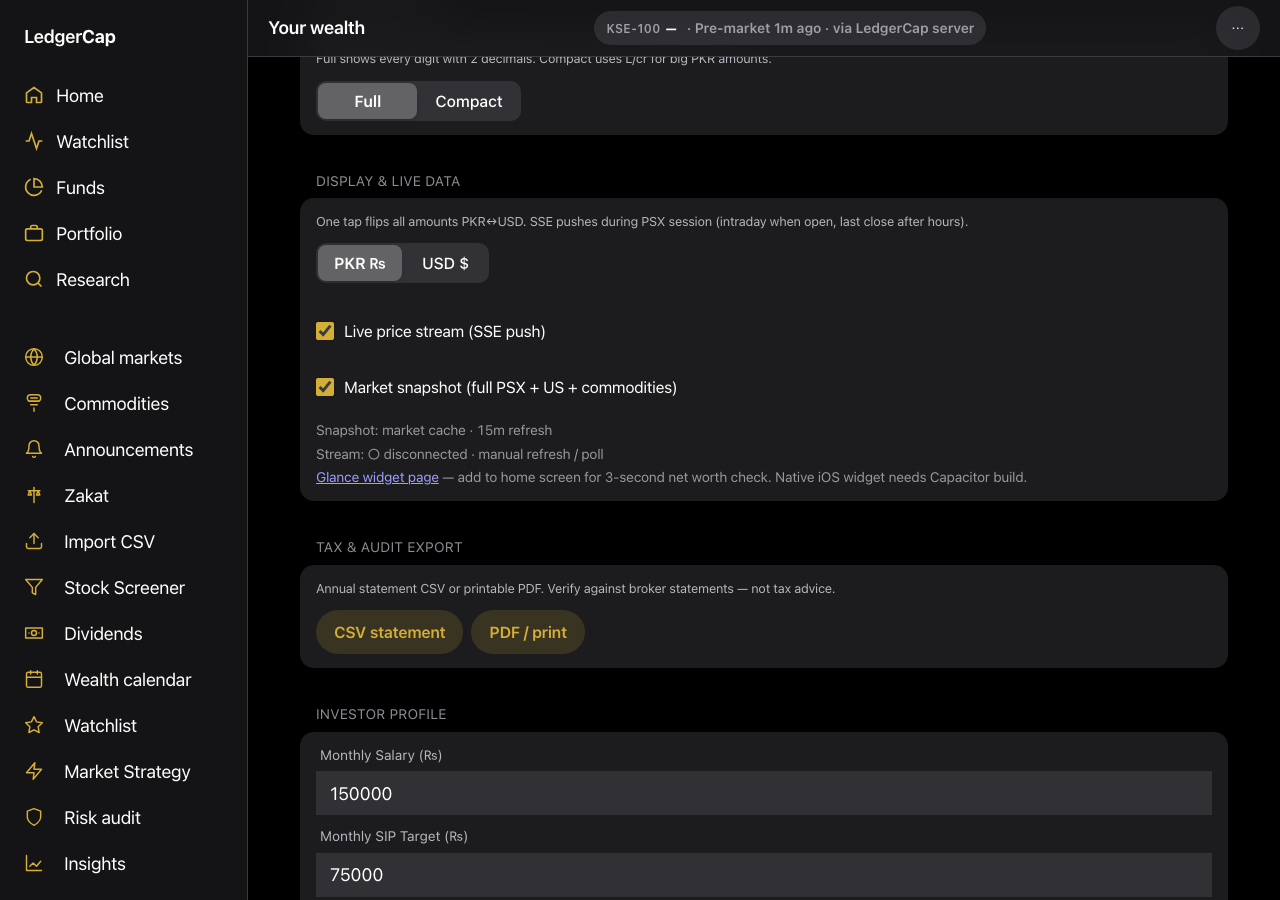 LedgerCap
Home
Watchlist
Funds
Portfolio
Research
Global markets
Commodities
Announcements
Zakat
Import CSV
Stock Screener
Dividends
Wealth calendar
Watchlist
Market Strategy
Risk audit
Insights
Your wealth
KSE-100 — · Pre-market 1m ago · via LedgerCap server
...
Full shows every digit with 2 decimals. Compact uses L/cr for big PKR amounts.
Full Compact
DISPLAY & LIVE DATA
One tap flips all amounts PKR↔USD. SSE pushes during PSX session (intraday when open, last close after hours).
PKR ₨ USD $
Live price stream (SSE push)
Market snapshot (full PSX + US + commodities)
Snapshot: market cache · 15m refresh
Stream: ○ disconnected · manual refresh / poll
Glance widget page — add to home screen for 3-second net worth check. Native iOS widget needs Capacitor build.
TAX & AUDIT EXPORT
Annual statement CSV or printable PDF. Verify against broker statements — not tax advice.
CSV statement PDF / print
INVESTOR PROFILE
Monthly Salary (₨)
150000
Monthly SIP Target (₨)
75000